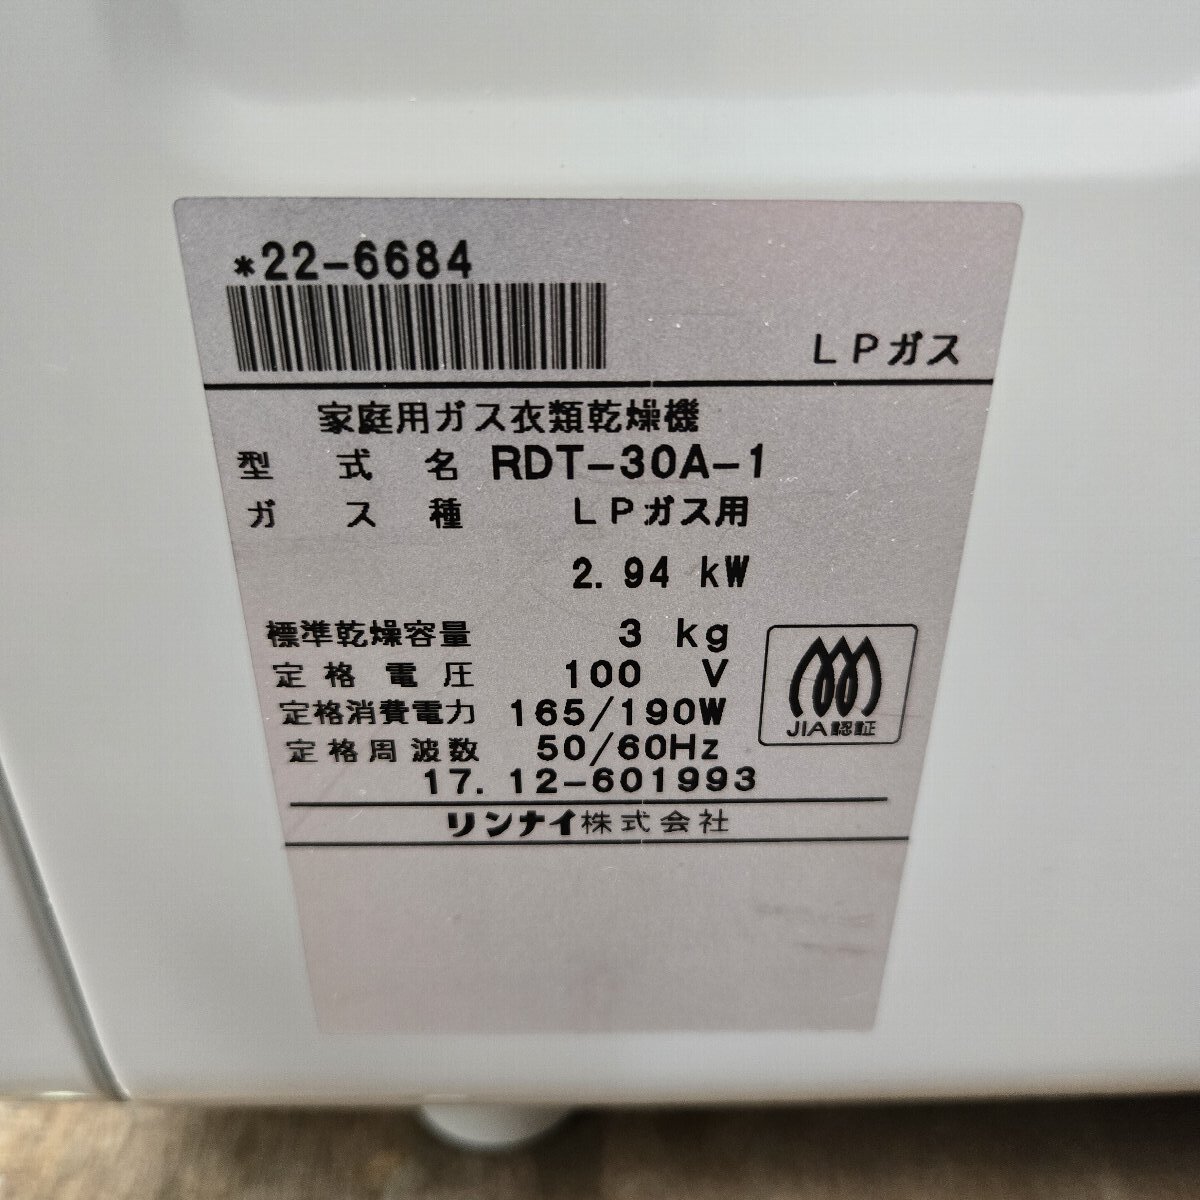 *22-6684
LPガス
家庭用ガス衣類乾燥機
型式名 RDT-30A-1
ガス種 LPガス用
2.94 kW
標準乾燥容量 3 kg
定格電圧 100 V
定格消費電力 165/190W
定格周波数 50/60Hz
JIA認証
17.12-601993
リンナイ株式会社